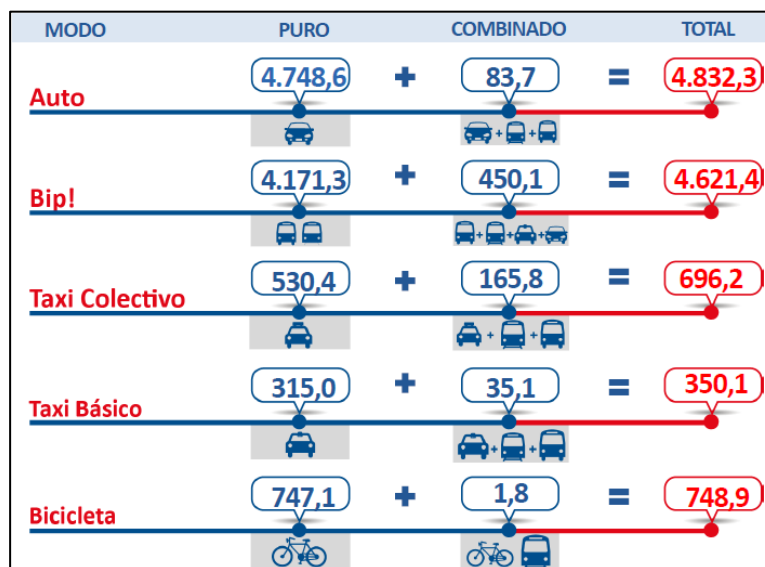 MODO PURO COMBINADO TOTAL
Auto 4.748,6 + 83,7 = 4.832,3
+ +
Bip! 4.171,3 + 450,1 = 4.621,4
+ + +
Taxi Colectivo 530,4 + 165,8 = 696,2
+ +
Taxi Básico 315,0 + 35,1 = 350,1
+ +
Bicicleta 747,1 + 1,8 = 748,9